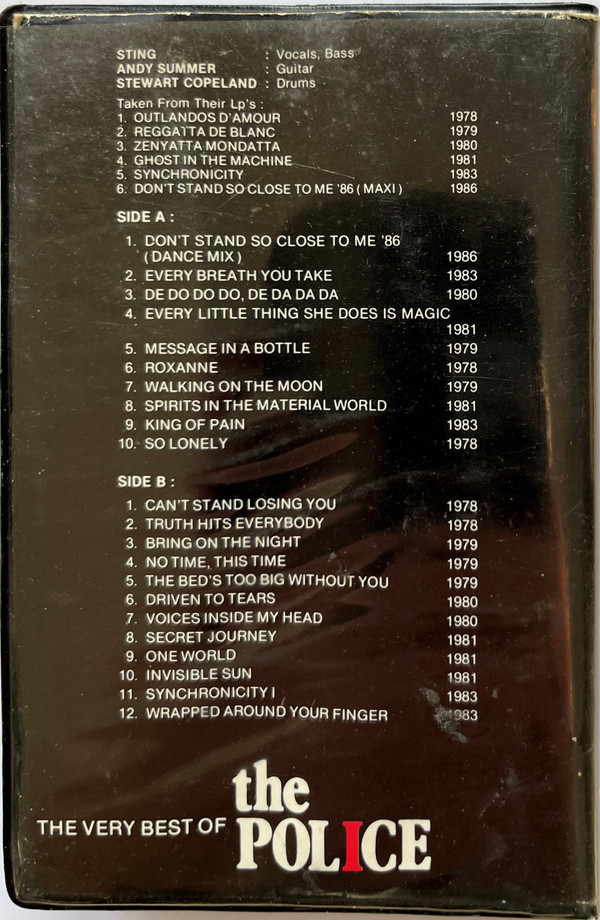 STING : Vocals, Bass
ANDY SUMMER : Guitar
STEWART COPELAND : Drums
Taken From Their Lp's :
1. OUTLANDOS D'AMOUR 1978
2. REGGATTA DE BLANC 1979
3. ZENYATTA MONDATTA 1980
4. GHOST IN THE MACHINE 1981
5. SYNCHRONICITY 1983
6. DON'T STAND SO CLOSE TO ME '86 ( MAXI ) 1986
SIDE A :
1. DON'T STAND SO CLOSE TO ME '86
( DANCE MIX ) 1986
2. EVERY BREATH YOU TAKE 1983
3. DE DO DO DO, DE DA DA DA 1980
4. EVERY LITTLE THING SHE DOES IS MAGIC
1981
5. MESSAGE IN A BOTTLE 1979
6. ROXANNE 1978
7. WALKING ON THE MOON 1979
8. SPIRITS IN THE MATERIAL WORLD 1981
9. KING OF PAIN 1983
10. SO LONELY 1978
SIDE B :
1. CAN'T STAND LOSING YOU 1978
2. TRUTH HITS EVERYBODY 1978
3. BRING ON THE NIGHT 1979
4. NO TIME, THIS TIME 1979
5. THE BED'S TOO BIG WITHOUT YOU 1979
6. DRIVEN TO TEARS 1980
7. VOICES INSIDE MY HEAD 1980
8. SECRET JOURNEY 1981
9. ONE WORLD 1981
10. INVISIBLE SUN 1981
11. SYNCHRONICITY I 1983
12. WRAPPED AROUND YOUR FINGER 1983
THE VERY BEST OF the
POLICE